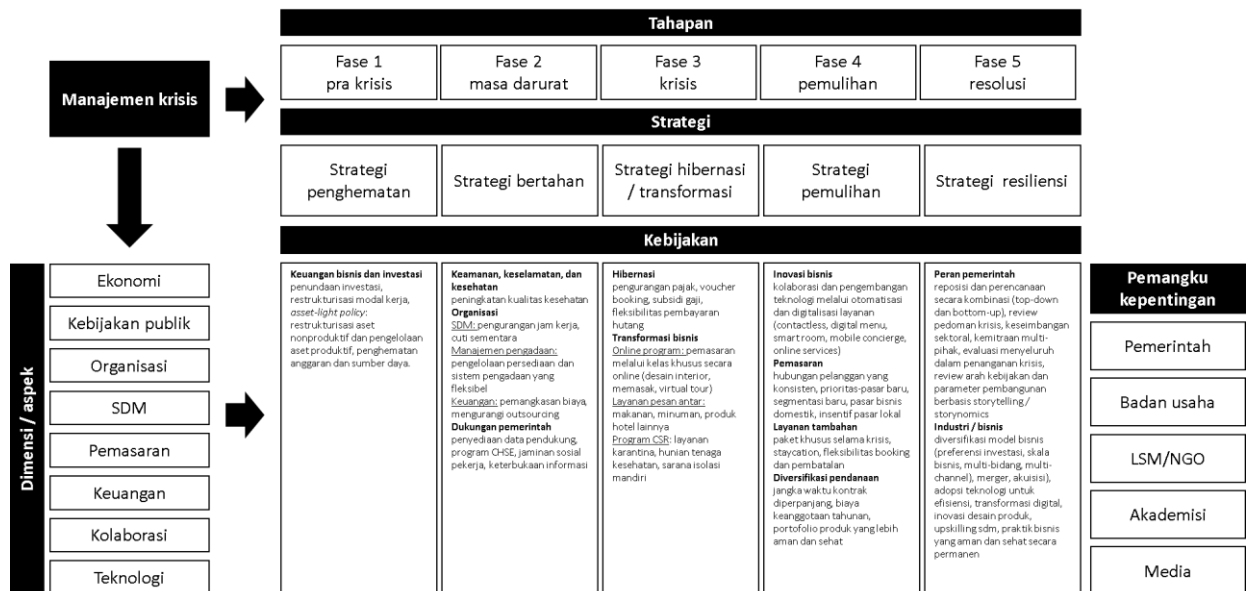 Tahapan
Manajemen krisis
Fase 1
pra krisis
Fase 2
masa darurat
Fase 3
krisis
Fase 4
pemulihan
Fase 5
resolusi
Strategi
Strategi
penghematan
Strategi bertahan
Strategi hibernasi
/ transformasi
Strategi
pemulihan
Strategi resiliensi
Kebijakan
Dimensi / aspek
Ekonomi
Kebijakan publik
Organisasi
SDM
Pemasaran
Keuangan
Kolaborasi
Teknologi
Keuangan bisnis dan investasi
penundaan investasi,
restrukturisasi modal kerja,
asset-light policy:
restrukturisasi aset
nonproduktif dan pengelolaan
aset produktif, penghematan
anggaran dan sumber daya.
Keamanan, keselamatan, dan
kesehatan
peningkatan kualitas kesehatan
Organisasi
SDM: pengurangan jam kerja,
cuti sementara
Manajemen pengadaan:
pengelolaan persediaan dan
sistem pengadaan yang
fleksibel
Keuangan: pemangkasan biaya,
mengurangi outsourcing
Dukungan pemerintah
penyediaan data pendukung,
program CHSE, jaminan sosial
pekerja, keterbukaan informasi
Hibernasi
pengurangan pajak, voucher
booking, subsidi gaji,
fleksibilitas pembayaran
hutang
Transformasi bisnis
Online program: pemasaran
melalui kelas khusus secara
online (desain interior,
memasak, virtual tour)
Layanan pesan antar:
makanan, minuman, produk
hotel lainnya
Program CSR: layanan
karantina, hunian tenaga
kesehatan, sarana isolasi
mandiri
Inovasi bisnis
kolaborasi dan pengembangan
teknologi melalui otomatisasi
dan digitalisasi layanan
(contactless, digital menu,
smart room, mobile concierge,
online services)
Pemasaran
hubungan pelanggan yang
konsisten, prioritas-pasar baru,
segmentasi baru, pasar bisnis
domestik, insentif pasar lokal
Layanan tambahan
paket khusus selama krisis,
staycation, fleksibilitas booking
dan pembatalan
Diversifikasi pendanaan
jangka waktu kontrak
diperpanjang, biaya
keanggotaan tahunan,
portofolio produk yang lebih
aman dan sehat
Peran pemerintah
reposisi dan perencanaan
secara kombinasi (top-down
dan bottom-up), review
pedoman krisis, keseimbangan
sektoral, kemitraan multi-
pihak, evaluasi menyeluruh
dalam penanganan krisis,
review arah kebijakan dan
parameter pembangunan
berbasis storytelling /
storynomics
Industri / bisnis
diversifikasi model bisnis
(preferensi investasi, skala
bisnis, multi-bidang, multi-
channel), merger, akuisisi),
adopsi teknologi untuk
efisiensi, transformasi digital,
inovasi desain produk,
upskilling sdm, praktik bisnis
yang aman dan sehat secara
permanen
Pemangku
kepentingan
Pemerintah
Badan usaha
LSM/NGO
Akademisi
Media